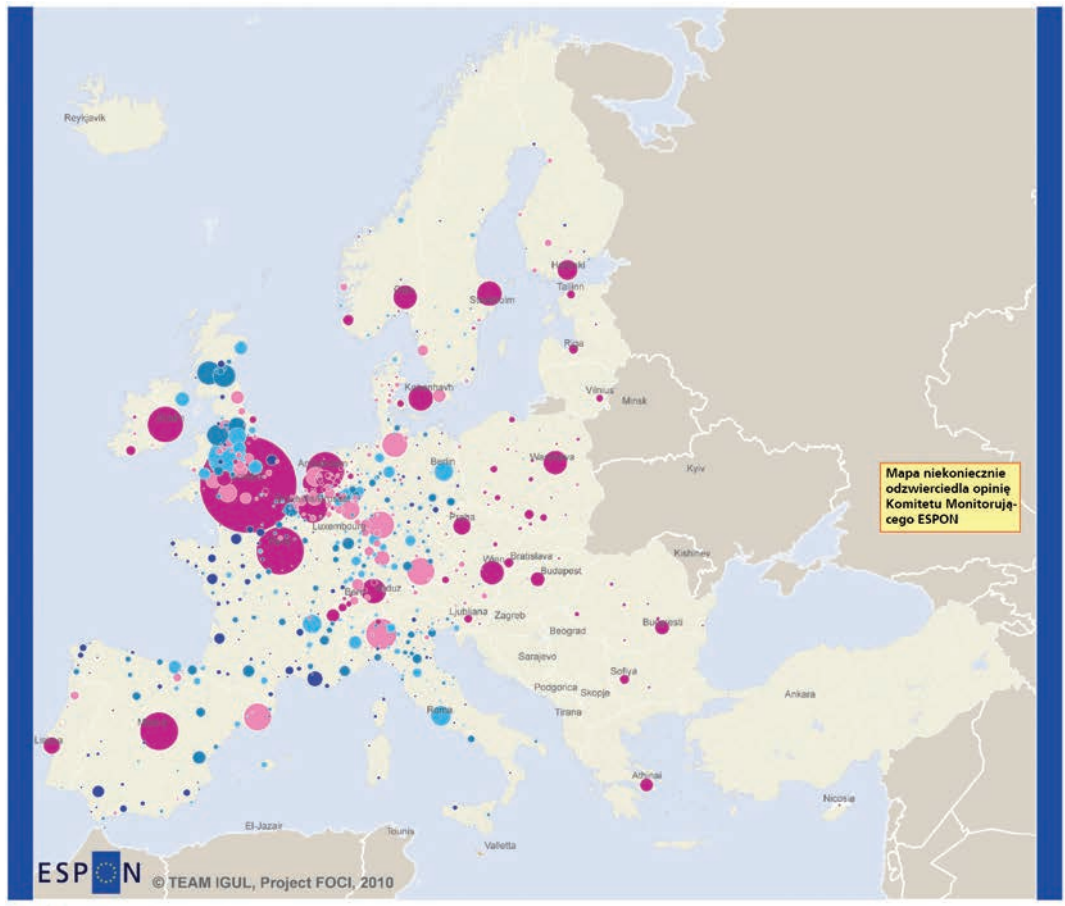 Reykjavik
Helsinki
Tallinn
Stockholm
Riga
København
Vilnius
Minsk
Berlin
Warszawa
Kyiv
Mapa niekoniecznie
odzwierciedla opinię
Komitetu Monitorują-
cego ESPON
Luxembourg
Praha
Kishinev
Wien
Bratislava
Budapest
Ljubljana
Zagreb
Beograd
Bucuresti
Sarajevo
Sofiya
Podgorica
Skopje
Ankara
Roma
Tirana
Athinai
Nicosia
El-Jazair
Tounis
Valletta
ESPON
© TEAM IGUL, Project FOCI, 2010